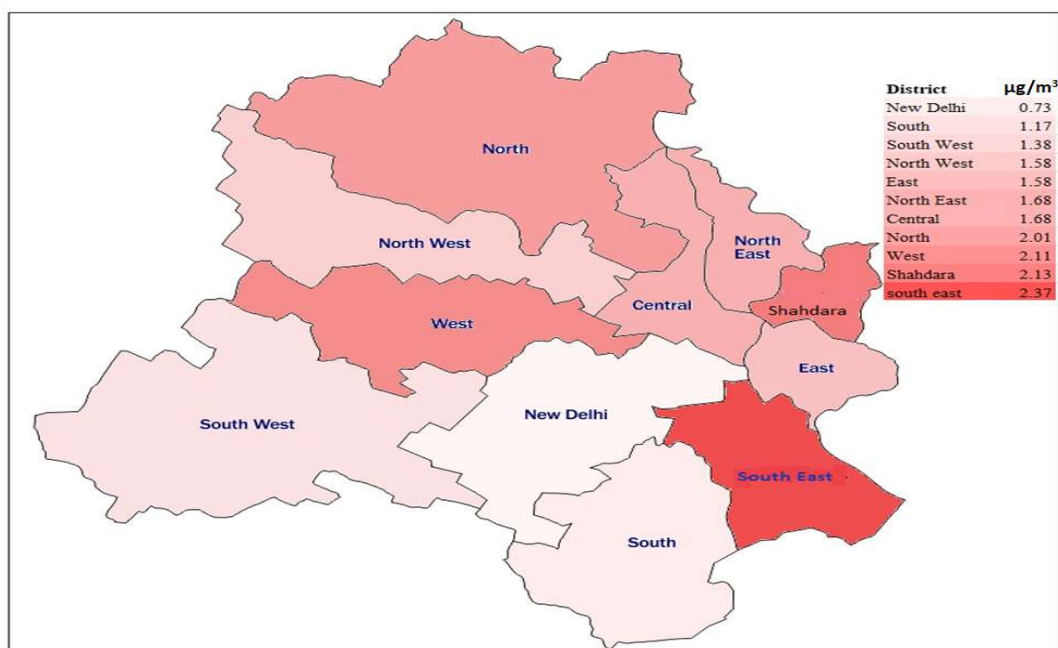 North
North West
North
East
Central
Shahdara
West
East
South West
New Delhi
South East
South
District µg/m³
New Delhi 0.73
South 1.17
South West 1.38
North West 1.58
East 1.58
North East 1.68
Central 1.68
North 2.01
West 2.11
Shahdara 2.13
south east 2.37